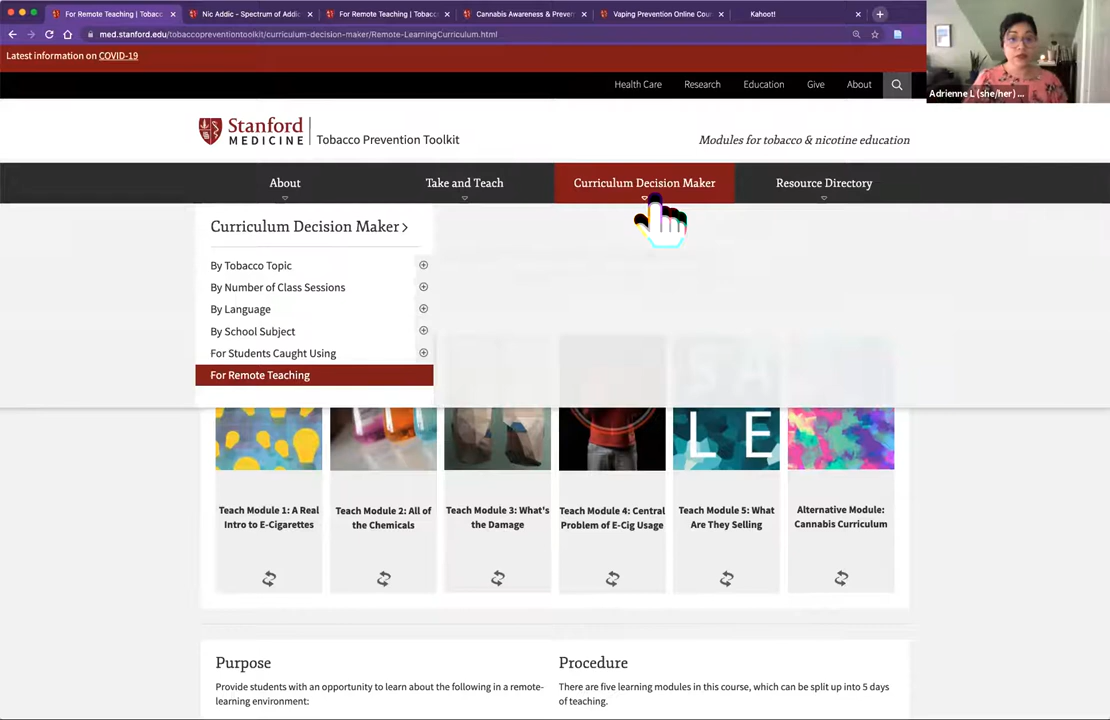 For Remote Teaching | Tobacc
Nic Addic - Spectrum of Addic
For Remote Teaching | Tobacc
Cannabis Awareness & Preven
Vaping Prevention Online Cour
Kahoot!
med.stanford.edu/tobaccopreventiontoolkit/curriculum-decision-maker/Remote-LearningCurriculum.html
Latest information on COVID-19
Health Care Research Education Give About
Adrienne L (she/her) ...
Stanford
MEDICINE
Tobacco Prevention Toolkit
Modules for tobacco & nicotine education
About Take and Teach Curriculum Decision Maker Resource Directory
Curriculum Decision Maker
By Tobacco Topic
By Number of Class Sessions
By Language
By School Subject
For Students Caught Using
For Remote Teaching
S A
L E
Teach Module 1: A Real
Intro to E-Cigarettes
Teach Module 2: All of
the Chemicals
Teach Module 3: What's
the Damage
Teach Module 4: Central
Problem of E-Cig Usage
Teach Module 5: What
Are They Selling
Alternative Module:
Cannabis Curriculum
Purpose
Provide students with an opportunity to learn about the following in a remote-
learning environment:
Procedure
There are five learning modules in this course, which can be split up into 5 days
of teaching.